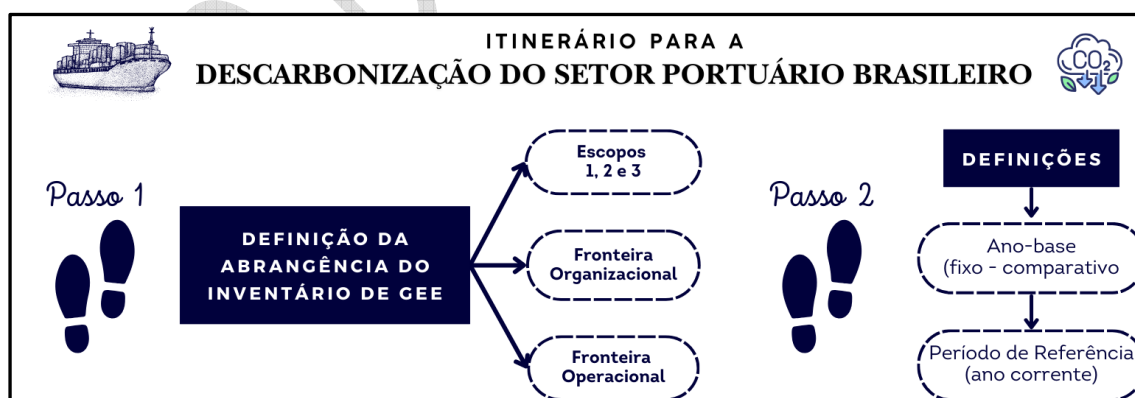 ITINERÁRIO PARA A
DESCARBONIZAÇÃO DO SETOR PORTUÁRIO BRASILEIRO
CO2
Passo 1
DEFINIÇÃO DA
ABRANGÊNCIA DO
INVENTÁRIO DE GEE
Escopos
1, 2 e 3
Fronteira
Organizacional
Fronteira
Operacional
Passo 2
DEFINIÇÕES
Ano-base
(fixo - comparativo
Período de Referência
(ano corrente)